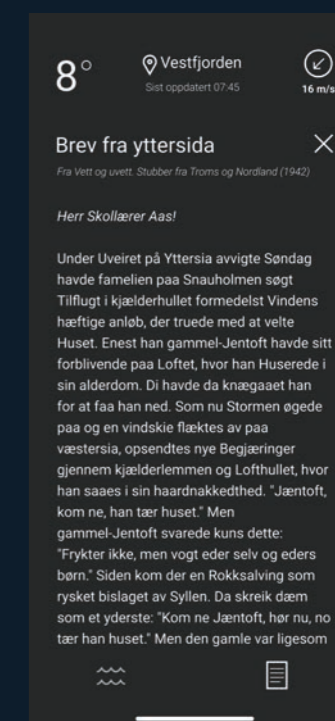 8°
Vestfjorden
Sist oppdatert 07:45
16 m/s
Brev fra yttersida
Fra Vett og uvett. Stubber fra Troms og Nordland (1942)
Herr Skollærer Aas!
Under Uveiret på Yttersia avvigte Søndag
havde famelien paa Snauholmen søgt
Tilflugt i kjælderhullet formedelst Vindens
hæftige anløb, der truede med at velte
Huset. Enest han gammel-Jentoft havde sitt
forblivende paa Loftet, hvor han Huserede i
sin alderdom. Di havde da knægaaet han
for at faa han ned. Som nu Stormen øgede
paa og en vindskie flæktes av paa
væstersia, opsendtes nye Begjæringer
gjennem kjælderlemmen og Lofthullet, hvor
han saaes i sin haardnakkedthed. "Jæntoft,
kom ne, han tær huset." Men
gammel-Jentoft svarede kuns dette:
"Frykter ikke, men vogt eder selv og eders
børn." Siden kom der en Rokksalving som
rysket bislaget av Syllen. Da skreik dæm
som et yderste: "Kom ne Jæntoft, hør nu, no
tær han huset." Men den gamle var ligesom